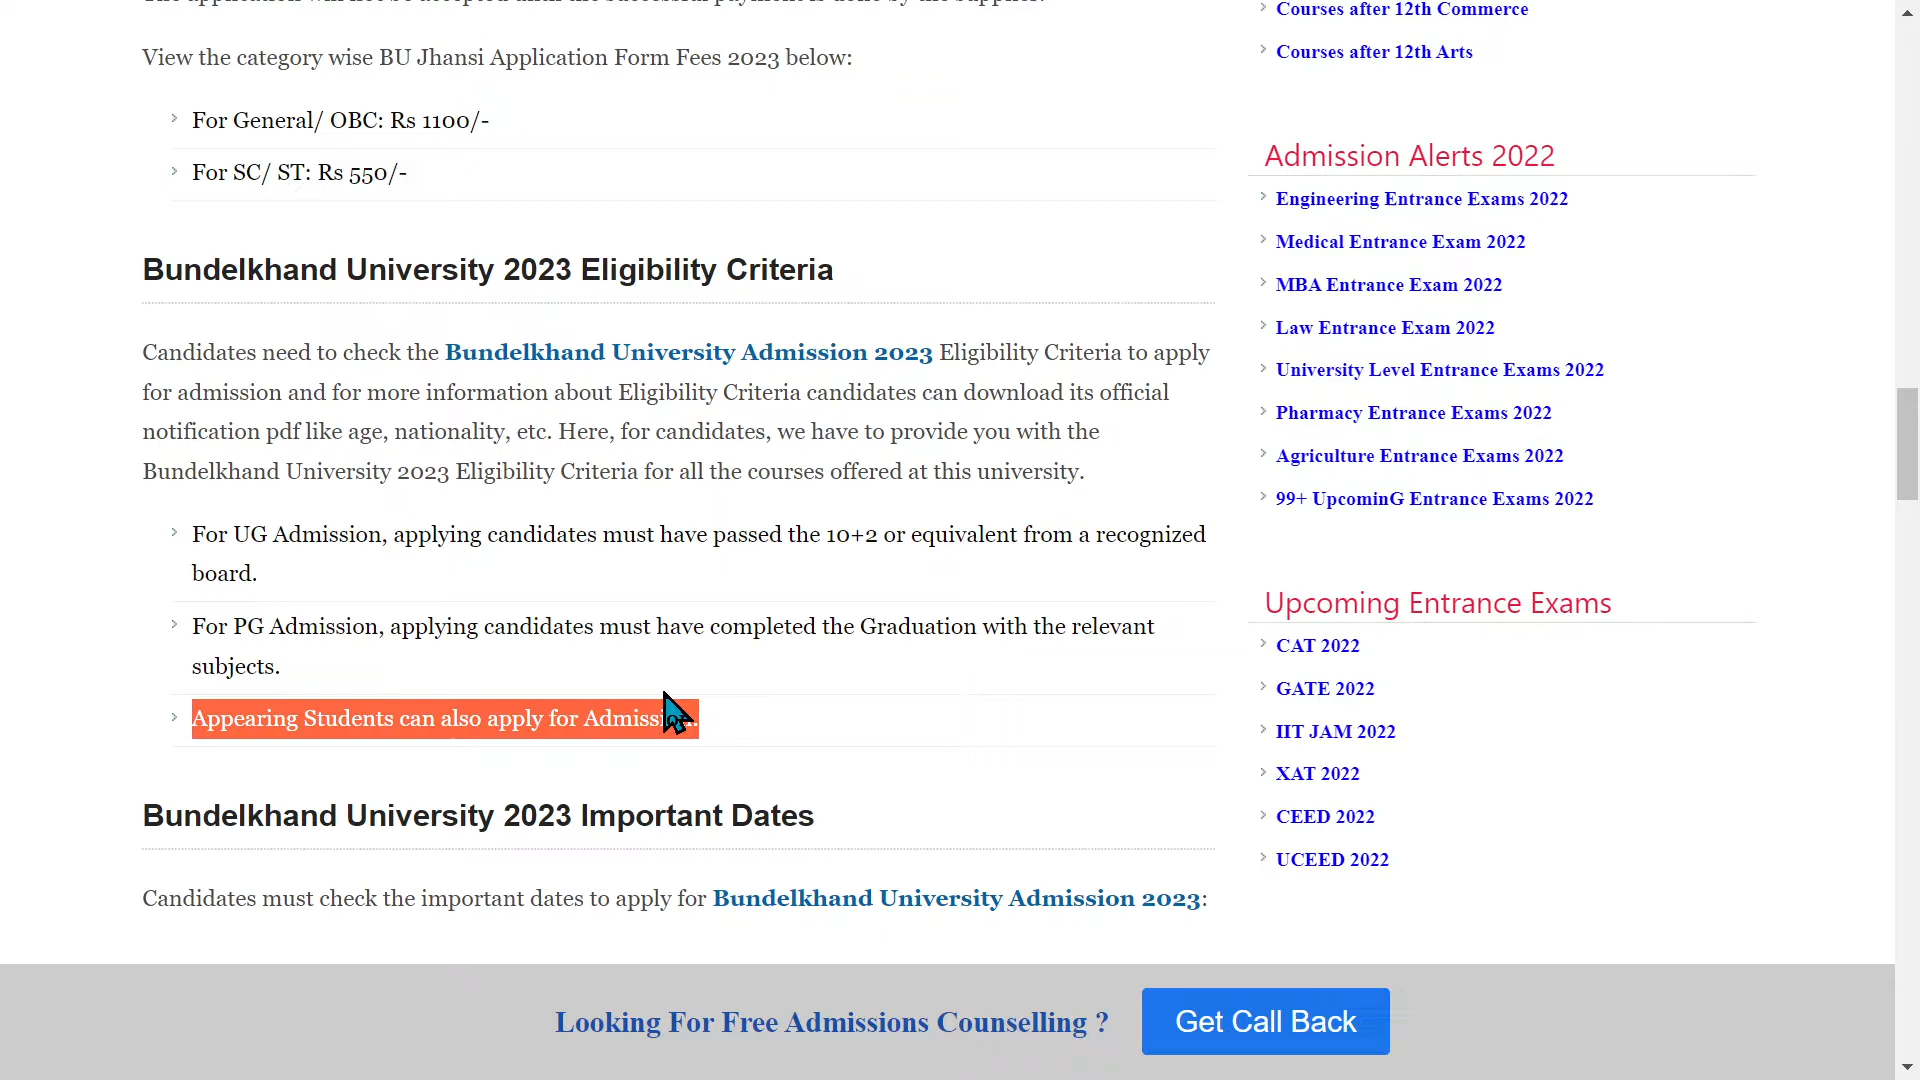 View the category wise BU Jhansi Application Form Fees 2023 below:
For General/ OBC: Rs 1100/-
For SC/ ST: Rs 550/-
Bundelkhand University 2023 Eligibility Criteria
Candidates need to check the Bundelkhand University Admission 2023 Eligibility Criteria to apply
for admission and for more information about Eligibility Criteria candidates can download its official
notification pdf like age, nationality, etc. Here, for candidates, we have to provide you with the
Bundelkhand University 2023 Eligibility Criteria for all the courses offered at this university.
For UG Admission, applying candidates must have passed the 10+2 or equivalent from a recognized
board.
For PG Admission, applying candidates must have completed the Graduation with the relevant
subjects.
Appearing Students can also apply for Admission.
Bundelkhand University 2023 Important Dates
Candidates must check the important dates to apply for Bundelkhand University Admission 2023:
Courses after 12th Commerce
Courses after 12th Arts
Admission Alerts 2022
Engineering Entrance Exams 2022
Medical Entrance Exam 2022
MBA Entrance Exam 2022
Law Entrance Exam 2022
University Level Entrance Exams 2022
Pharmacy Entrance Exams 2022
Agriculture Entrance Exams 2022
99+ UpcominG Entrance Exams 2022
Upcoming Entrance Exams
CAT 2022
GATE 2022
IIT JAM 2022
XAT 2022
CEED 2022
UCEED 2022
Looking For Free Admissions Counselling ?
Get Call Back